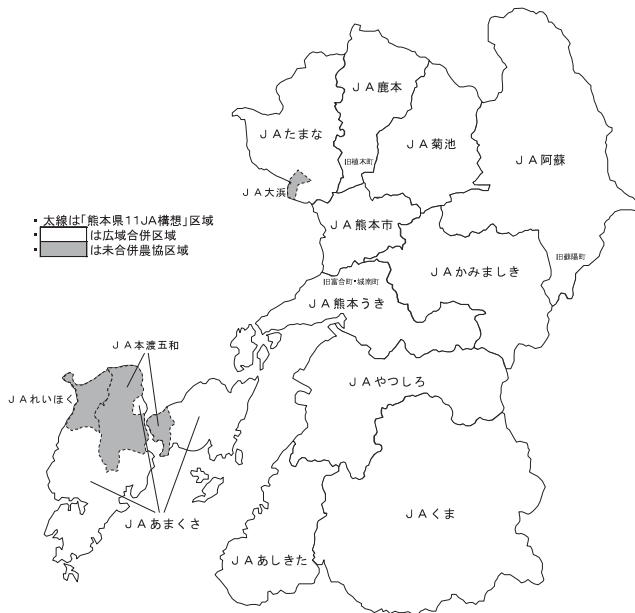 JA鹿本
JAたまな
JA菊池
旧植木町
JA阿蘇
JA大浜
・太線は「熊本県11JA構想」区域
・は広域合併区域
・は未合併農協区域
JA熊本市
JAかみましき
旧蘇陽町
旧富合町・城南町
JA熊本うき
JA本渡五和
JAやつしろ
JAれいほく
JAくま
JAあまくさ
JAあしきた